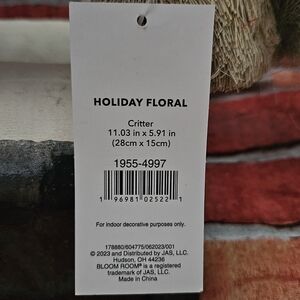 HOLIDAY FLORAL
Critter
11.03 in x 5.91 in
(28cm x 15cm)
1955-4997
1 96981 02522 1
For indoor decorative purposes only.
178880/604775/062023/001
© 2023 and Distributed by JAS, LLC.
Hudson, OH 44236
BLOOM ROOM® is a registered
trademark of JAS, LLC.
Made in China